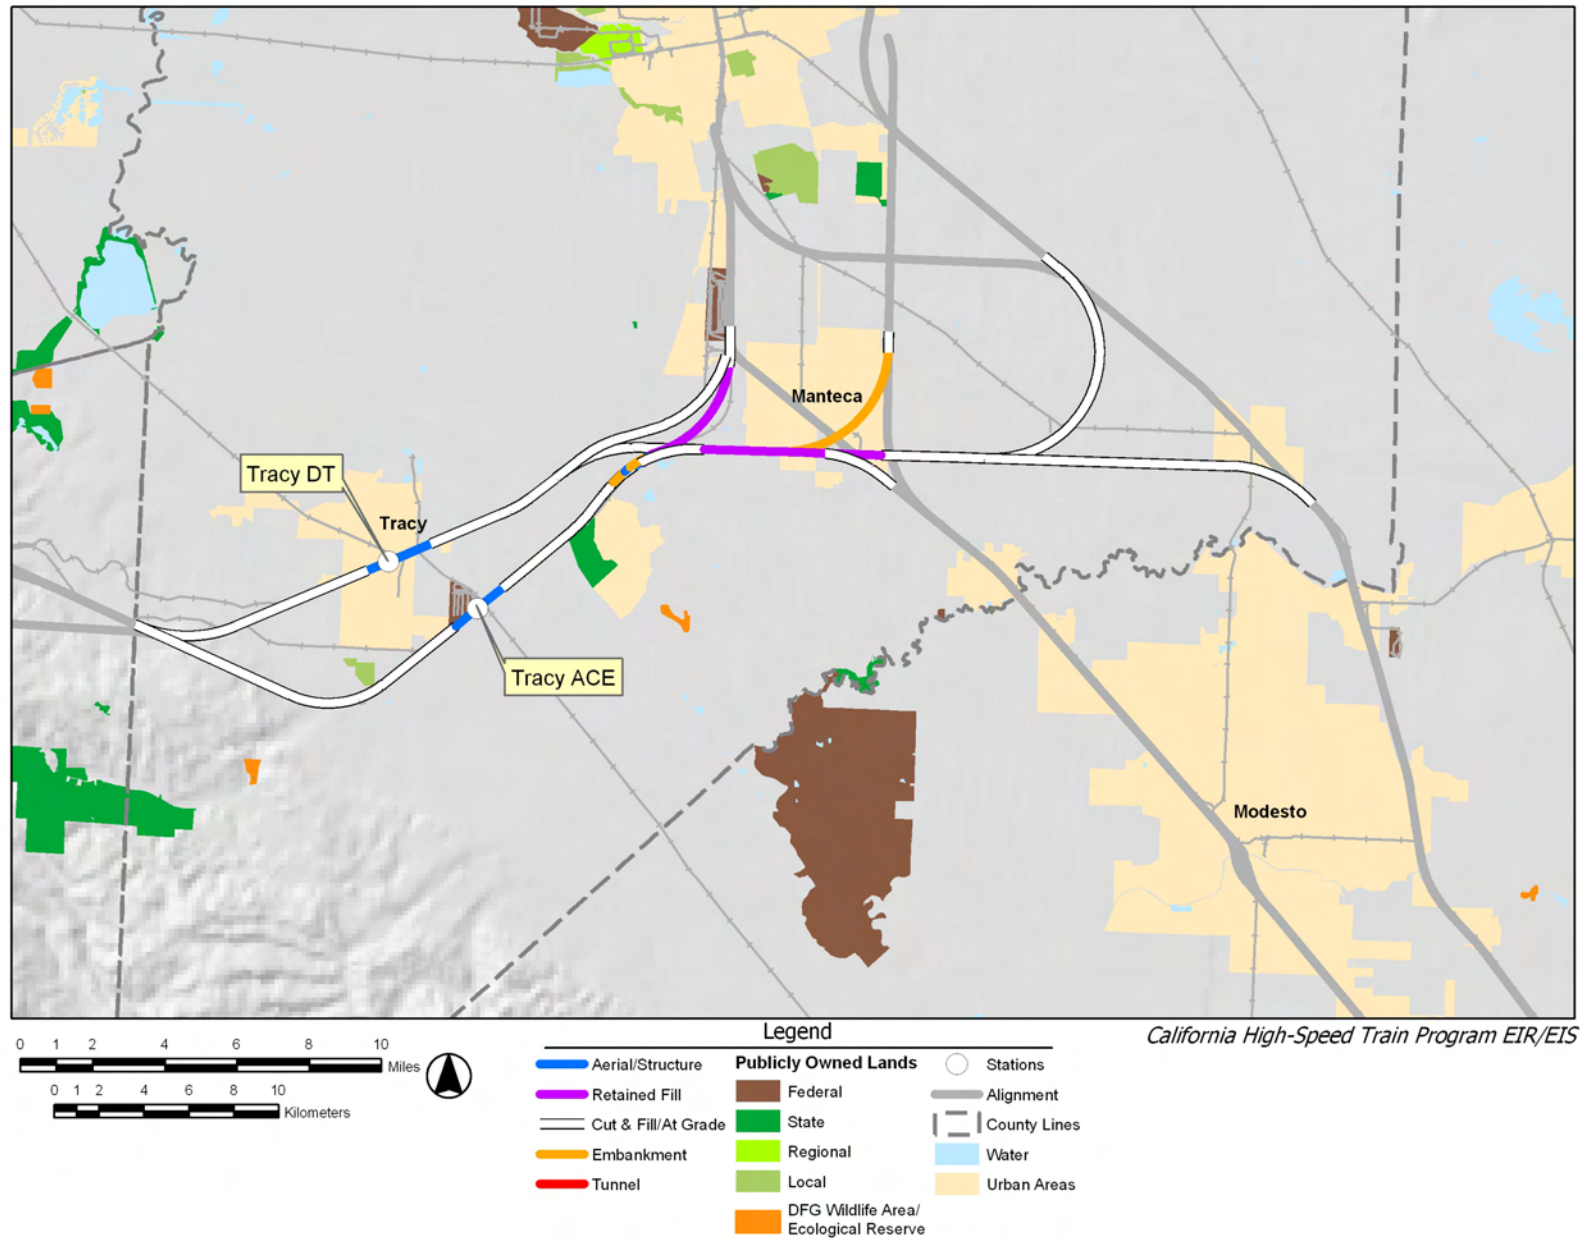 Manteca
Tracy DT
Tracy
Tracy ACE
Modesto
Legend
California High-Speed Train Program EIR/EIS
0 1 2 4 6 8 10
Miles
0 1 2 4 6 8 10
Kilometers
Aerial/Structure
Retained Fill
Cut & Fill/At Grade
Embankment
Tunnel
Publicly Owned Lands
Federal
State
Regional
Local
DFG Wildlife Area/
Ecological Reserve
Stations
Alignment
County Lines
Water
Urban Areas